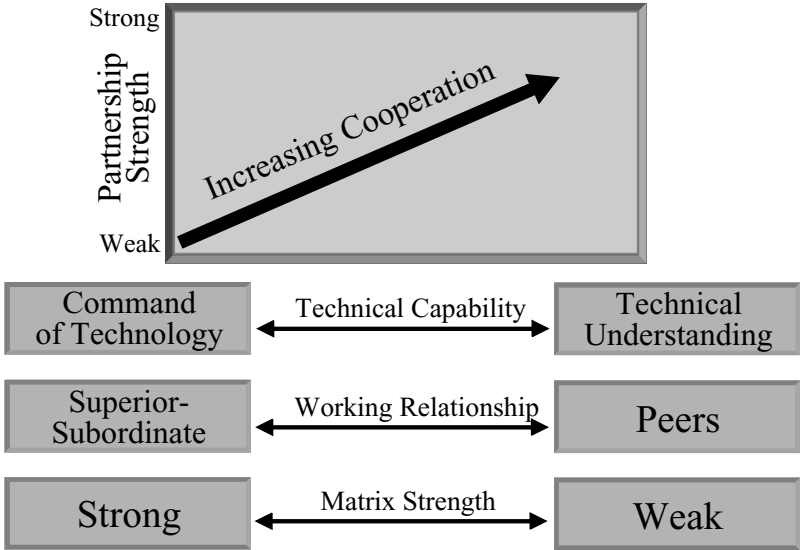 Strong
Partnership
Strength
Increasing Cooperation
Weak
Command
of Technology
Technical Capability
Technical
Understanding
Superior-
Subordinate
Working Relationship
Peers
Strong
Matrix Strength
Weak